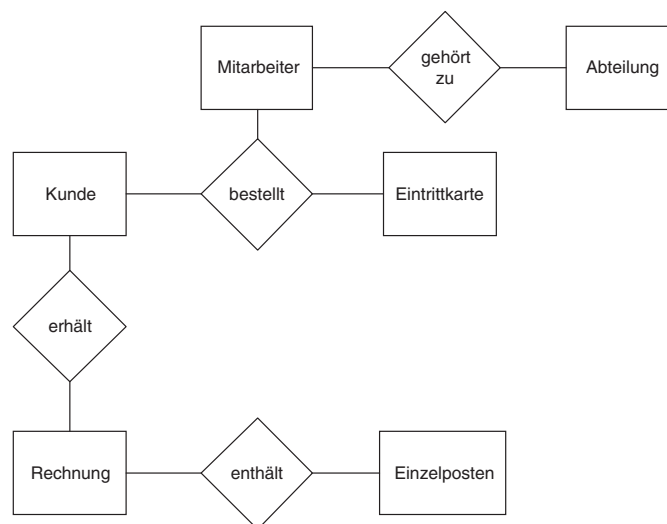 Mitarbeiter
gehört
zu
Abteilung
Kunde
bestellt
Eintrittkarte
erhält
Rechnung
enthält
Einzelposten